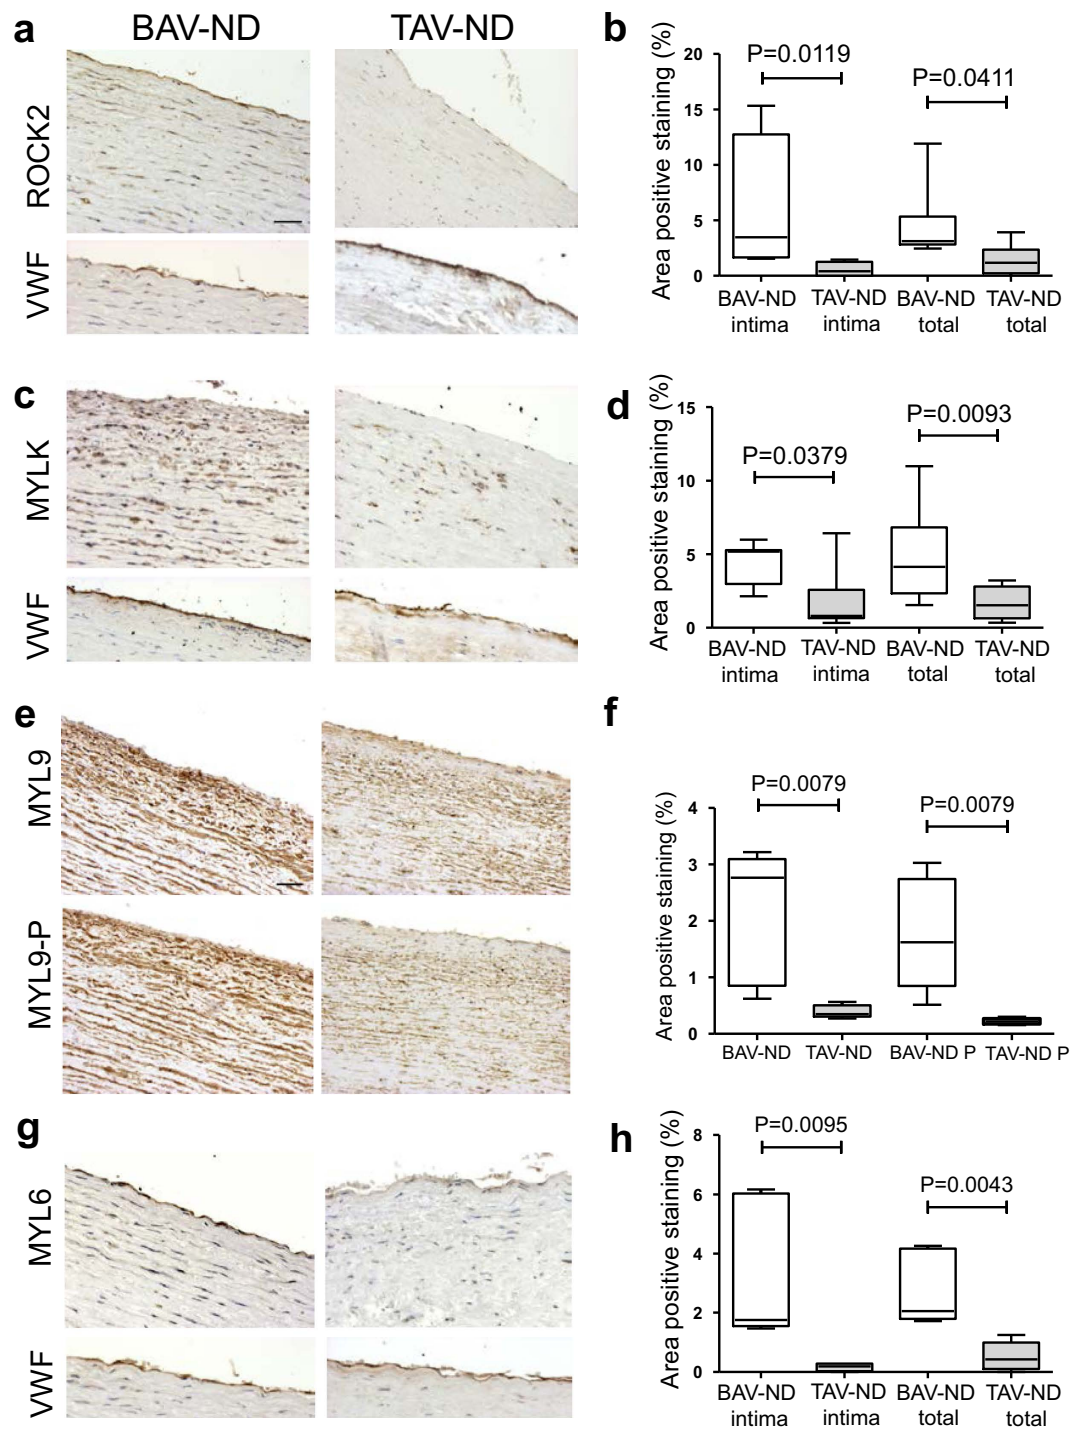 a
BAV-ND
TAV-ND
ROCK2
VWF
b
Area positive staining (%)
20
15
10
5
0
P=0.0119
P=0.0411
BAV-ND intima
TAV-ND intima
BAV-ND total
TAV-ND total
c
MYLK
VWF
d
Area positive staining (%)
15
10
5
0
P=0.0379
P=0.0093
BAV-ND intima
TAV-ND intima
BAV-ND total
TAV-ND total
e
MYL9
MYL9-P
f
Area positive staining (%)
4
3
2
1
0
P=0.0079
P=0.0079
BAV-ND
TAV-ND
BAV-ND P
TAV-ND P
g
MYL6
VWF
h
Area positive staining (%)
8
6
4
2
0
P=0.0095
P=0.0043
BAV-ND intima
TAV-ND intima
BAV-ND total
TAV-ND total